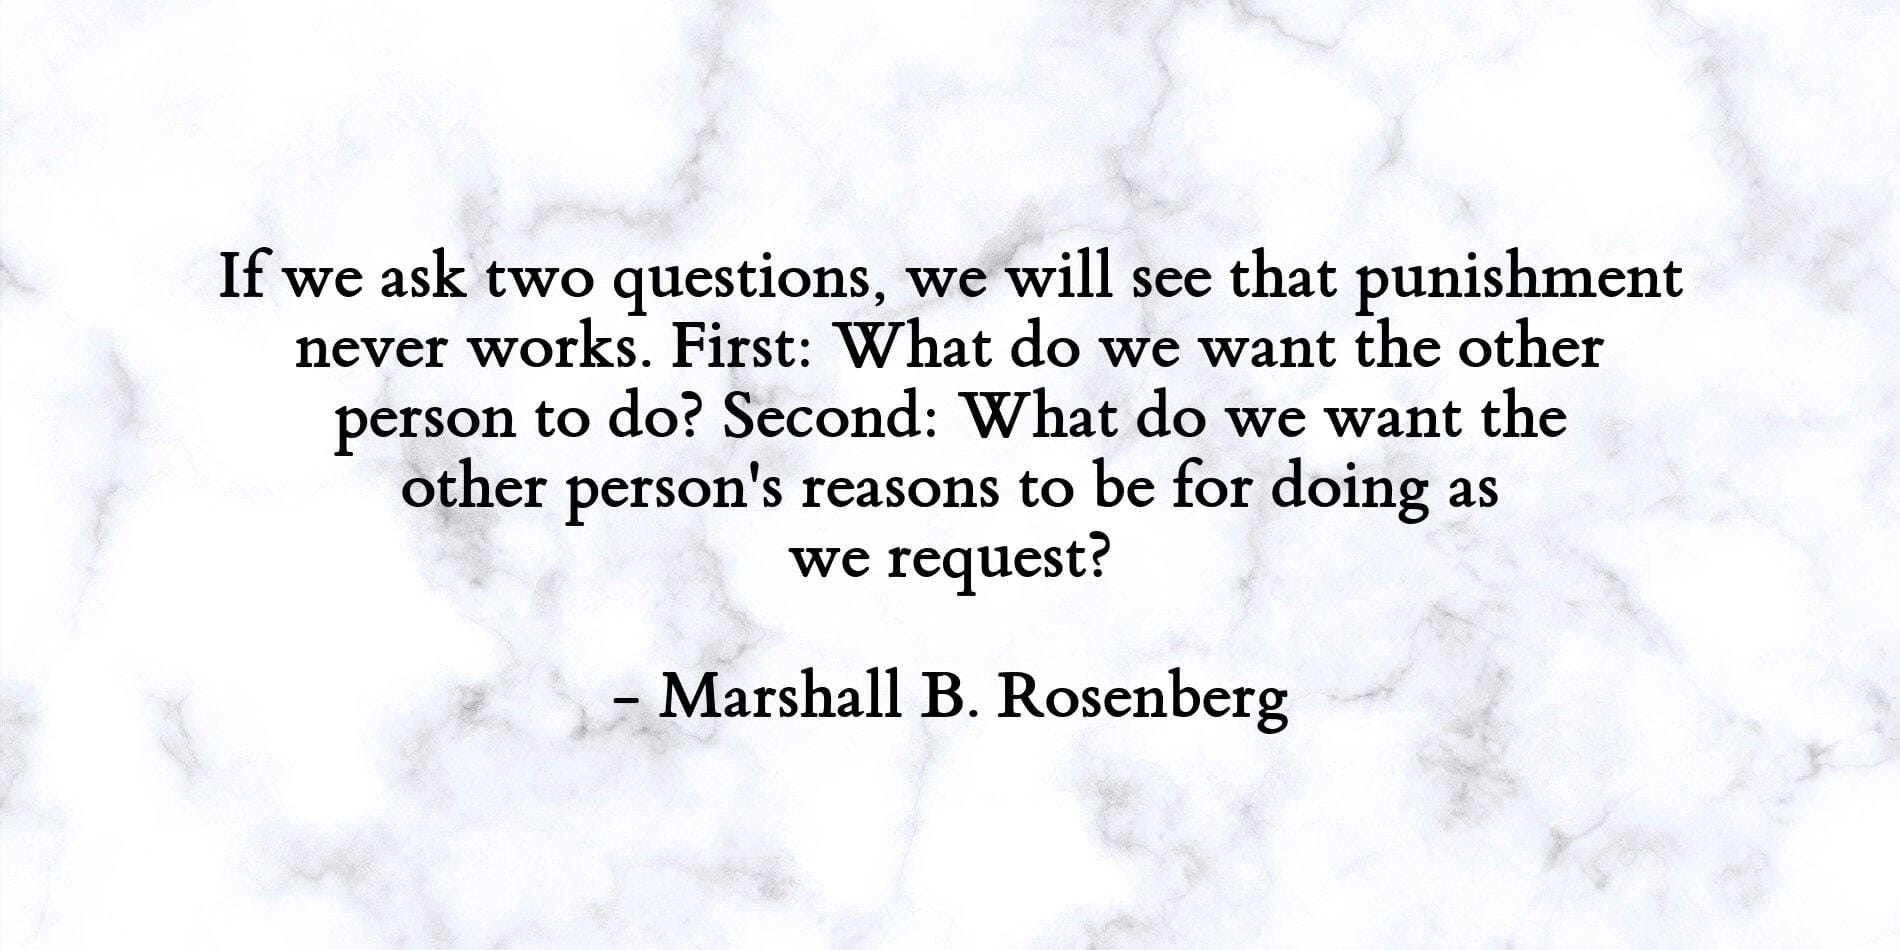 If we ask two questions, we will see that punishment
never works. First: What do we want the other
person to do? Second: What do we want the
other person's reasons to be for doing as
we request?
- Marshall B. Rosenberg